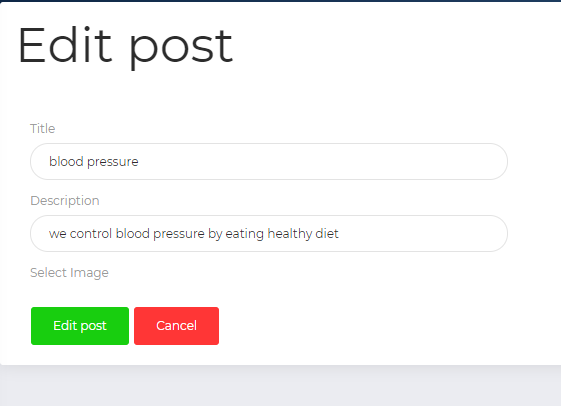 Edit post
Title
blood pressure
Description
we control blood pressure by eating healthy diet
Select Image
Edit post
Cancel